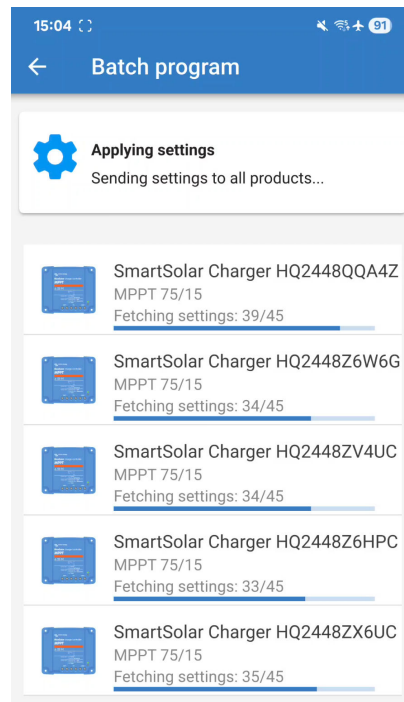 15:04
91
Batch program
Applying settings
Sending settings to all products...
SmartSolar Charger HQ2448QQA4Z
MPPT 75/15
Fetching settings: 39/45
SmartSolar Charger HQ2448Z6W6G
MPPT 75/15
Fetching settings: 34/45
SmartSolar Charger HQ2448ZV4UC
MPPT 75/15
Fetching settings: 34/45
SmartSolar Charger HQ2448Z6HPC
MPPT 75/15
Fetching settings: 33/45
SmartSolar Charger HQ2448ZX6UC
MPPT 75/15
Fetching settings: 35/45